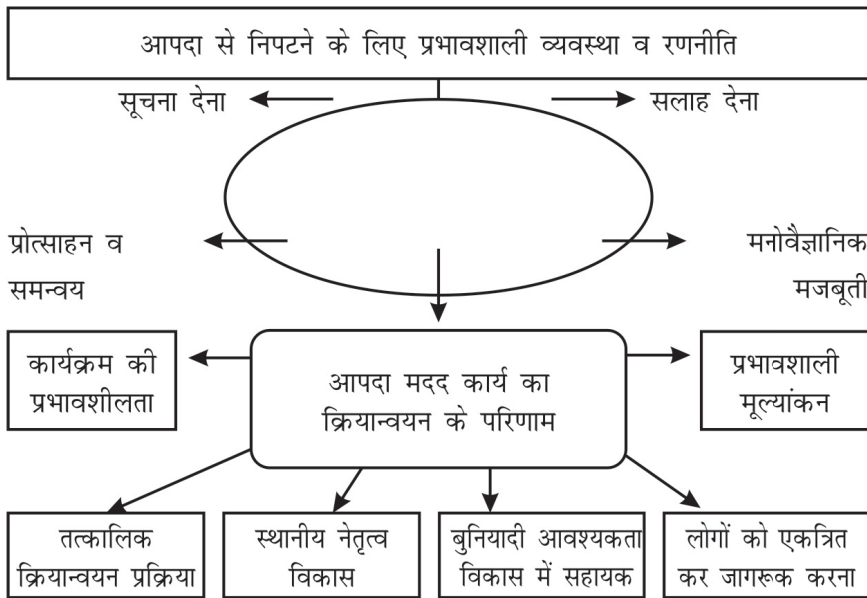 आपदा से निपटने के लिए प्रभावशाली व्यवस्था व रणनीति
सूचना देना
सलाह देना
प्रोत्साहन व
समन्वय
मनोवैज्ञानिक
मजबूती
कार्यक्रम की
प्रभावशीलता
आपदा मदद कार्य का
क्रियान्वयन के परिणाम
प्रभावशाली
मूल्यांकन
तत्कालिक
क्रियान्वयन प्रक्रिया
स्थानीय नेतृत्व
विकास
बुनियादी आवश्यकता
विकास में सहायक
लोगों को एकत्रित
कर जागरूक करना